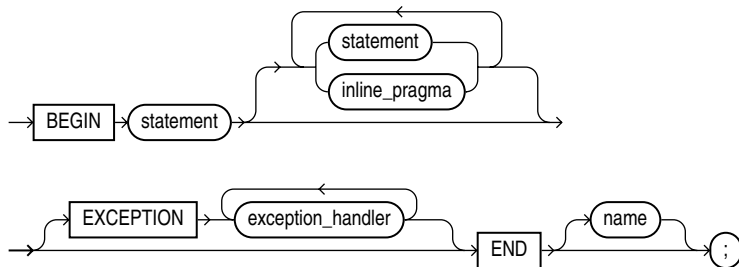 statement
inline_pragma
BEGIN statement
EXCEPTION exception_handler name
END ;